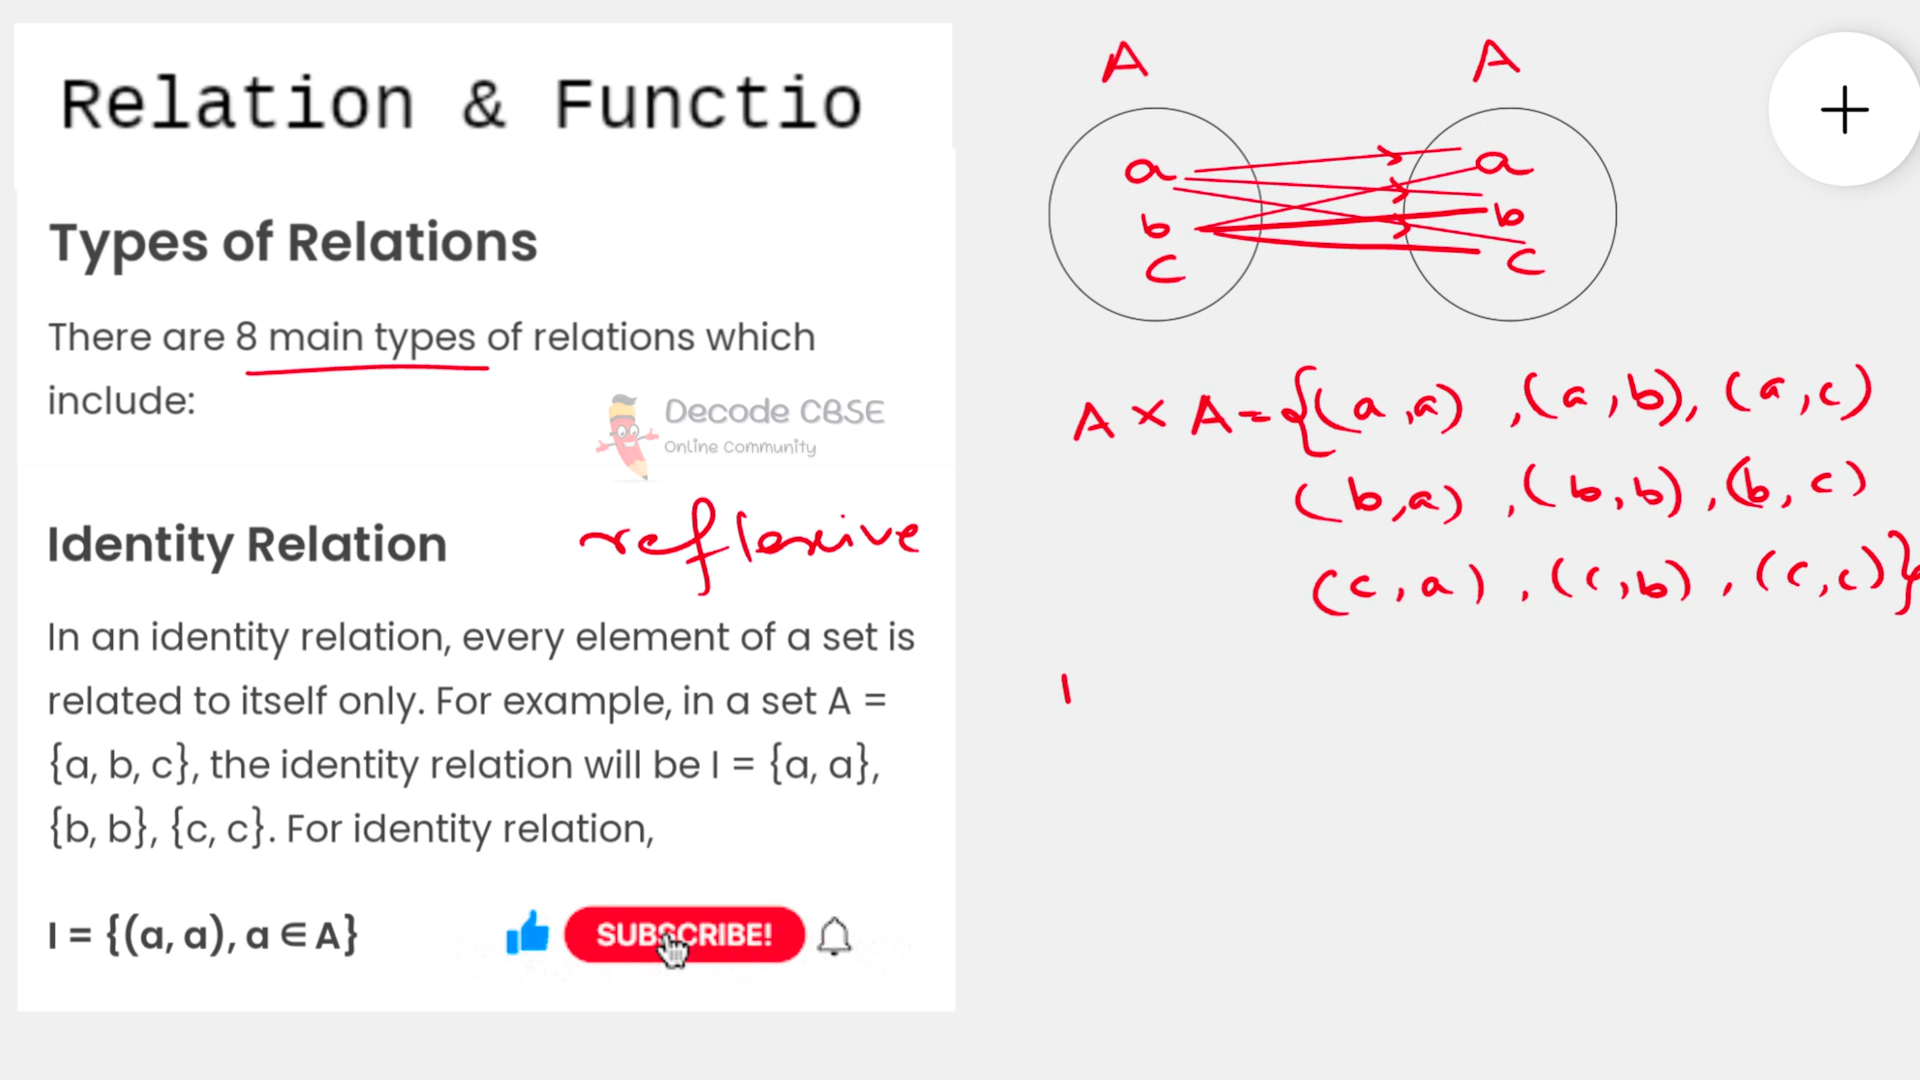 Relation & Functio
Types of Relations
There are 8 main types of relations which
include:
Decode CBSE
Online Community
Identity Relation
reflexive
In an identity relation, every element of a set is
related to itself only. For example, in a set A =
{a, b, c}, the identity relation will be I = {a, a},
{b, b}, {c, c}. For identity relation,
I = {(a, a), a ∈ A}
SUBSCRIBE!
A A
a a
b b
c c
A × A = {(a,a) ,(a,b), (a,c)
(b,a) ,(b,b) ,(b,c)
(c,a) , (c,b) , (c,c)}
I
+